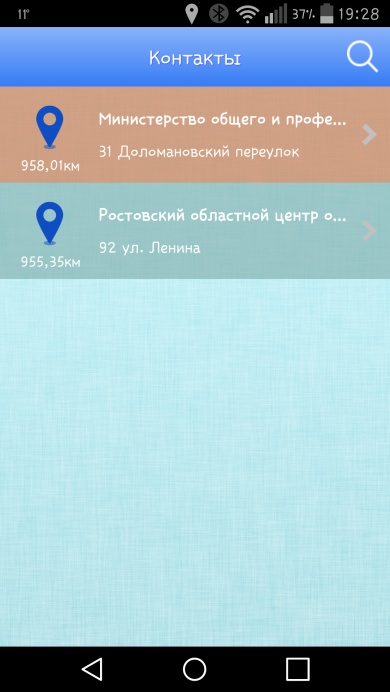 11° 37% 19:28
Контакты
Министерство общего и профе...
31 Доломановский переулок
958,01км
Ростовский областной центр о...
92 ул. Ленина
955,35км